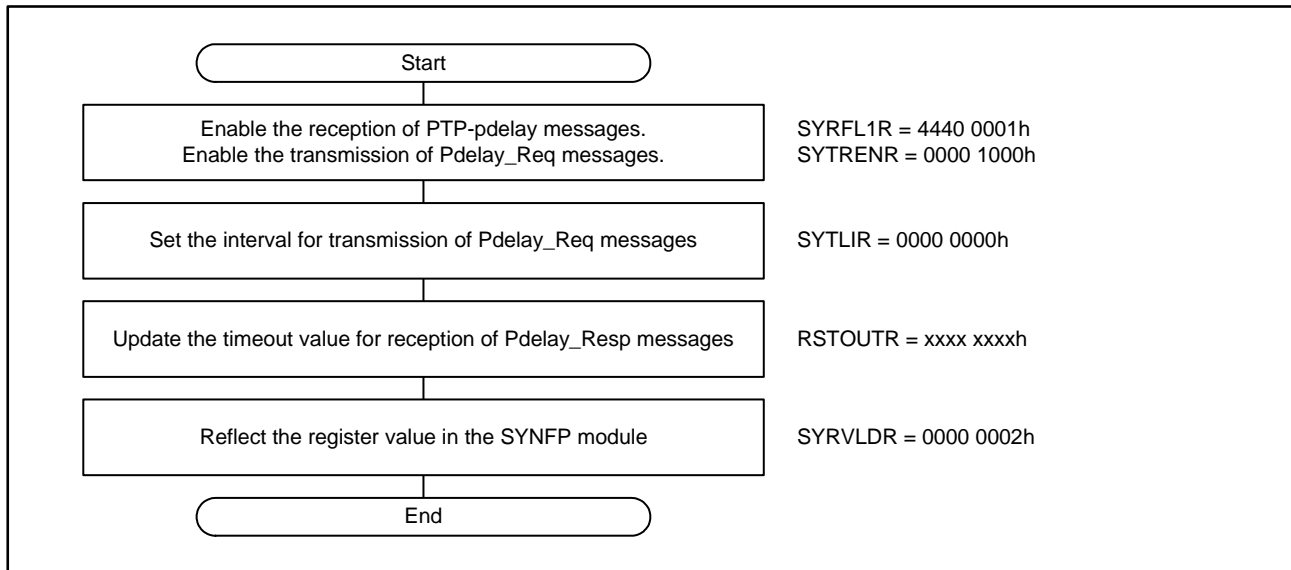 Start
Enable the reception of PTP-pdelay messages. SYRFL1R = 4440 0001h
Enable the transmission of Pdelay_Req messages. SYTRENR = 0000 1000h
Set the interval for transmission of Pdelay_Req messages SYTLIR = 0000 0000h
Update the timeout value for reception of Pdelay_Resp messages RSTOUTR = xxxx xxxxh
Reflect the register value in the SYNFP module SYRVLDR = 0000 0002h
End